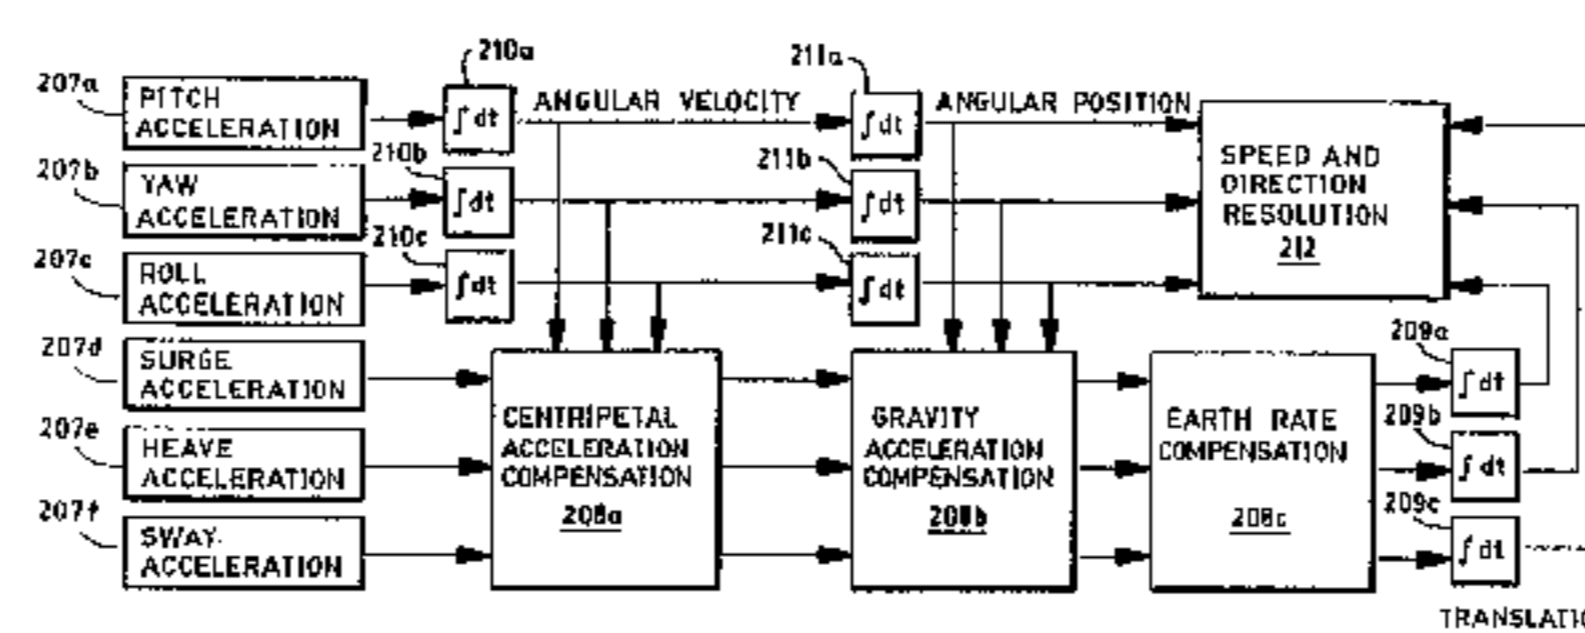 210a
211a
207a
PITCH
ACCELERATION
∫dt
ANGULAR VELOCITY
∫dt
ANGULAR POSITION
207b
YAW
ACCELERATION
210b
∫dt
211b
∫dt
SPEED AND
DIRECTION
RESOLUTION
212
207c
ROLL
ACCELERATION
210c
∫dt
211c
∫dt
207d
SURGE
ACCELERATION
209a
∫dt
207e
HEAVE
ACCELERATION
CENTRIPETAL
ACCELERATION
COMPENSATION
208a
GRAVITY
ACCELERATION
COMPENSATION
208b
EARTH RATE
COMPENSATION
208c
209b
∫dt
207f
SWAY
ACCELERATION
209c
∫dt